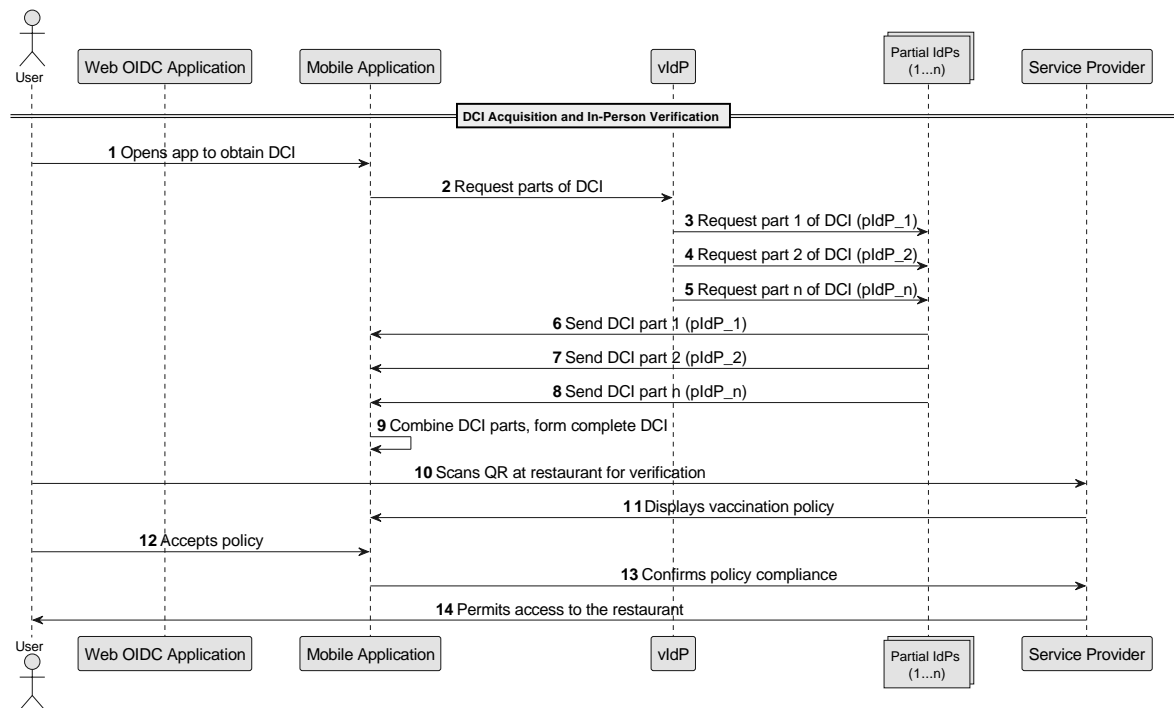 User
Web OIDC Application
Mobile Application
vIdP
Partial IdPs
(1...n)
Service Provider
DCI Acquisition and In-Person Verification
1 Opens app to obtain DCI
2 Request parts of DCI
3 Request part 1 of DCI (pIdP_1)
4 Request part 2 of DCI (pIdP_2)
5 Request part n of DCI (pIdP_n)
6 Send DCI part 1 (pIdP_1)
7 Send DCI part 2 (pIdP_2)
8 Send DCI part n (pIdP_n)
9 Combine DCI parts, form complete DCI
10 Scans QR at restaurant for verification
11 Displays vaccination policy
12 Accepts policy
13 Confirms policy compliance
14 Permits access to the restaurant
User
Web OIDC Application
Mobile Application
vIdP
Partial IdPs
(1...n)
Service Provider